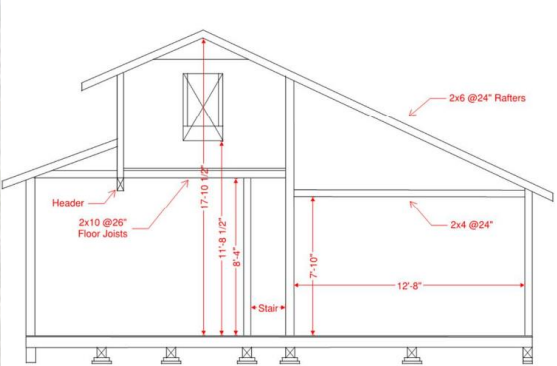 2x6 @24" Rafters
17-10 1/2"
Header
2x10 @26"
Floor Joists
11'-8 1/2"
8'-4"
2x4 @24"
7'-10"
12'-8"
Stair